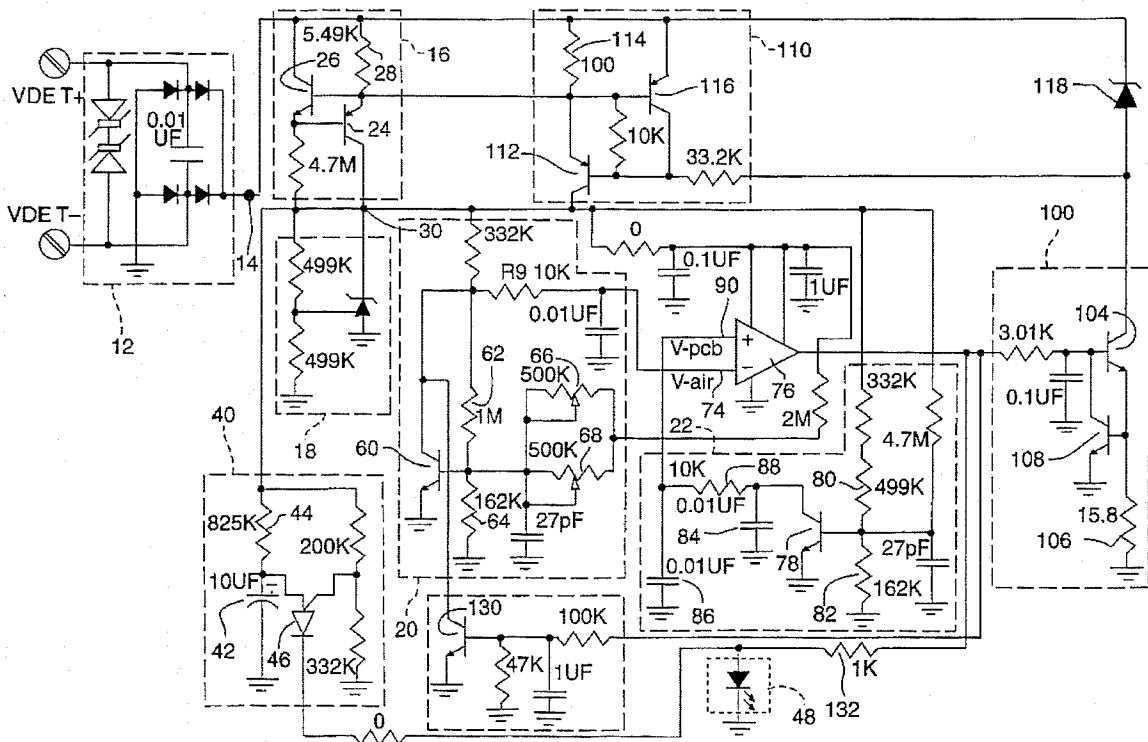 VDET+
0.01
UF
VDET-
12
14
5.49K
26
28
16
24
4.7M
30
114
100
110
116
10K
112
33.2K
118
499K
499K
18
332K
R9 10K
0.01UF
62
1M
66
500K
500K
68
60
162K
64
27pF
20
0
0.1UF
90
1UF
V-pcb
+
V-air
-
74
76
2M
22
332K
4.7M
10K
88
80
499K
0.01UF
84
78
27pF
0.01UF
86
82
162K
100
104
3.01K
0.1UF
108
15.8
106
40
825K
44
200K
10UF
+
42
46
332K
0
130
100K
47K
1UF
1K
132
48